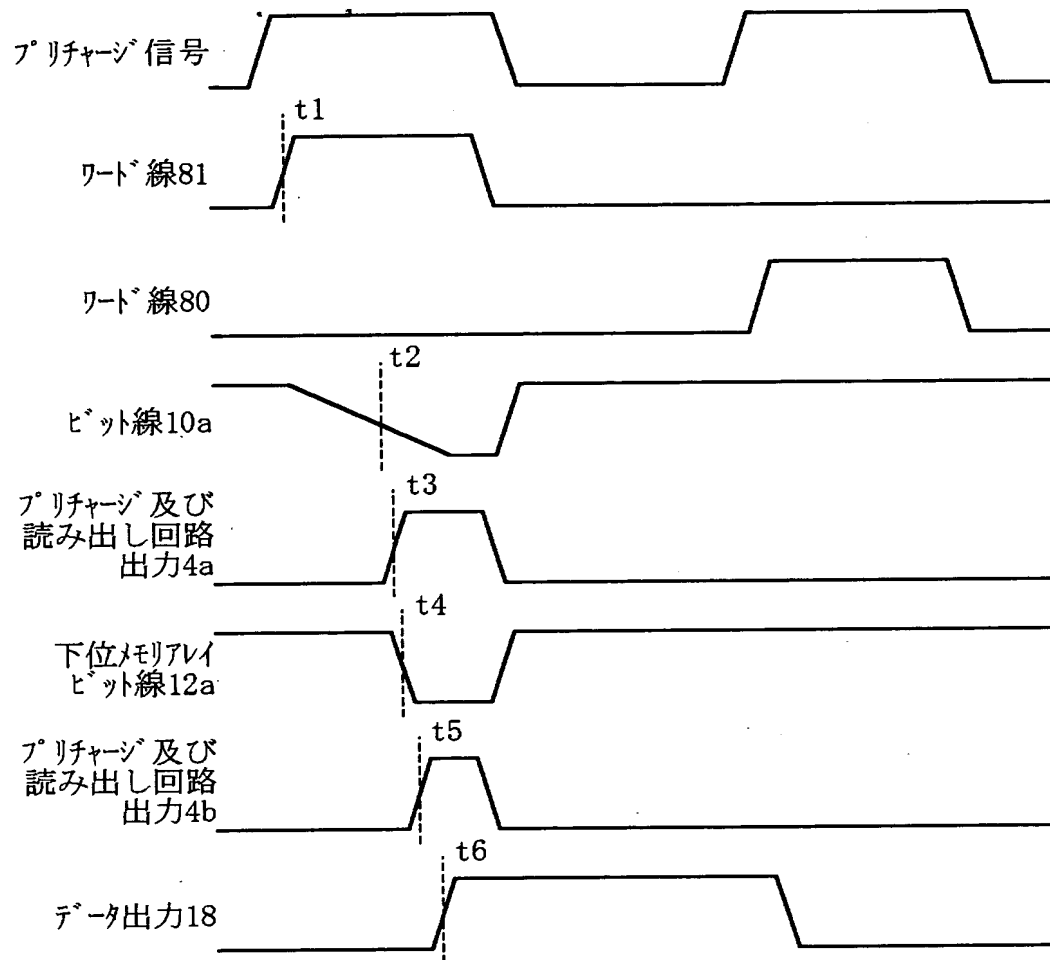 プリチャージ信号
t1
ワード線81
ワード線80
t2
ビット線10a
t3
プリチャージ及び
読み出し回路
出力4a
t4
下位メモリアレイ
ビット線12a
t5
プリチャージ及び
読み出し回路
出力4b
t6
データ出力18